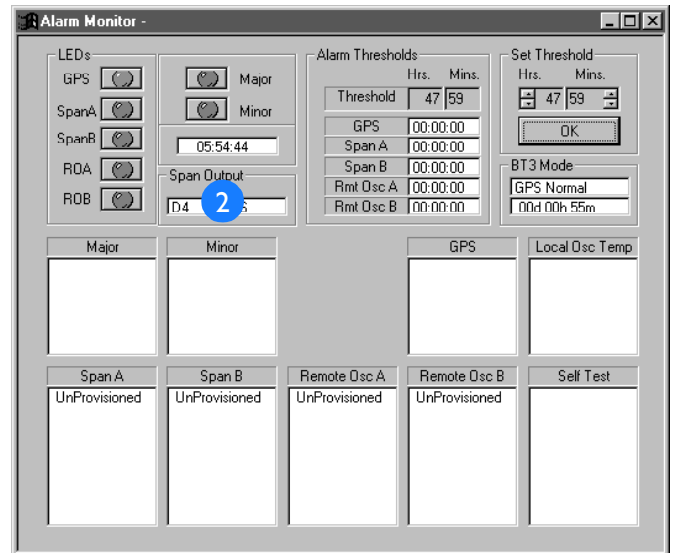 Alarm Monitor -
LEDs
GPS
SpanA
SpanB
ROA
ROB
Major
Minor
05:54:44
Span Output
D4
2
Alarm Thresholds
Hrs. Mins.
Threshold 47 59
GPS 00:00:00
Span A 00:00:00
Span B 00:00:00
Rmt Osc A 00:00:00
Rmt Osc B 00:00:00
Set Threshold
Hrs. Mins.
47 59
OK
BT3 Mode
GPS Normal
00d 00h 55m
Major
Minor
GPS
Local Osc Temp
Span A
UnProvisioned
Span B
UnProvisioned
Remote Osc A
UnProvisioned
Remote Osc B
UnProvisioned
Self Test